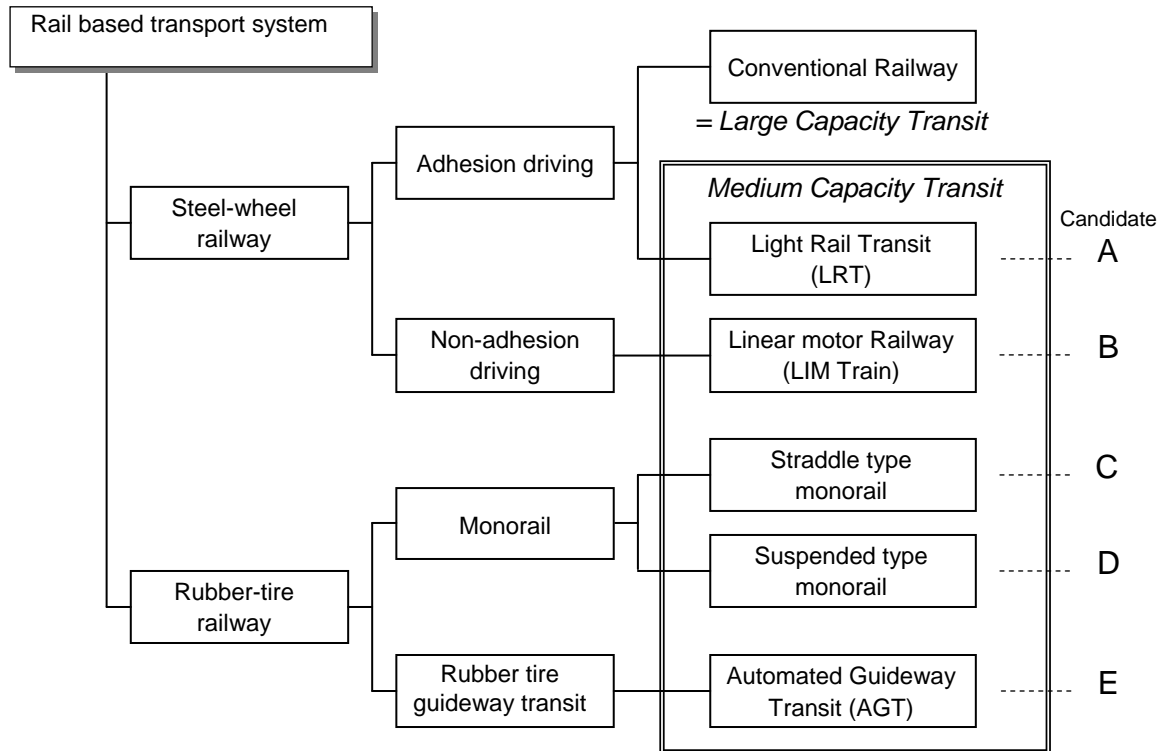 Rail based transport system
Conventional Railway
= Large Capacity Transit
Adhesion driving
Medium Capacity Transit
Steel-wheel
railway
Candidate
Light Rail Transit
(LRT)
A
Non-adhesion
driving
Linear motor Railway
(LIM Train)
B
Straddle type
monorail
C
Monorail
Suspended type
monorail
D
Rubber-tire
railway
Rubber tire
guideway transit
Automated Guideway
Transit (AGT)
E